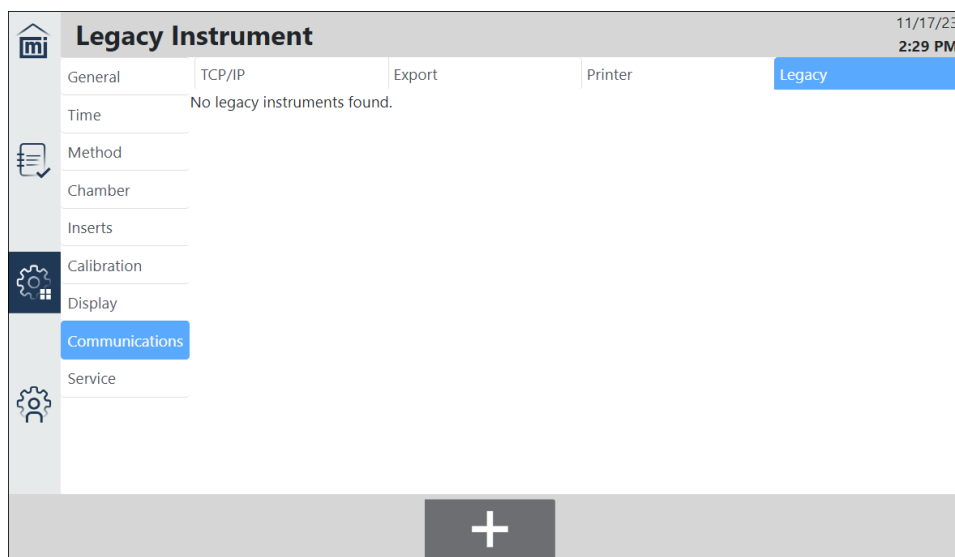 mi
Legacy Instrument
11/17/23
2:29 PM
General
TCP/IP
Export
Printer
Legacy
No legacy instruments found.
Time
Method
Chamber
Inserts
Calibration
Display
Communications
Service